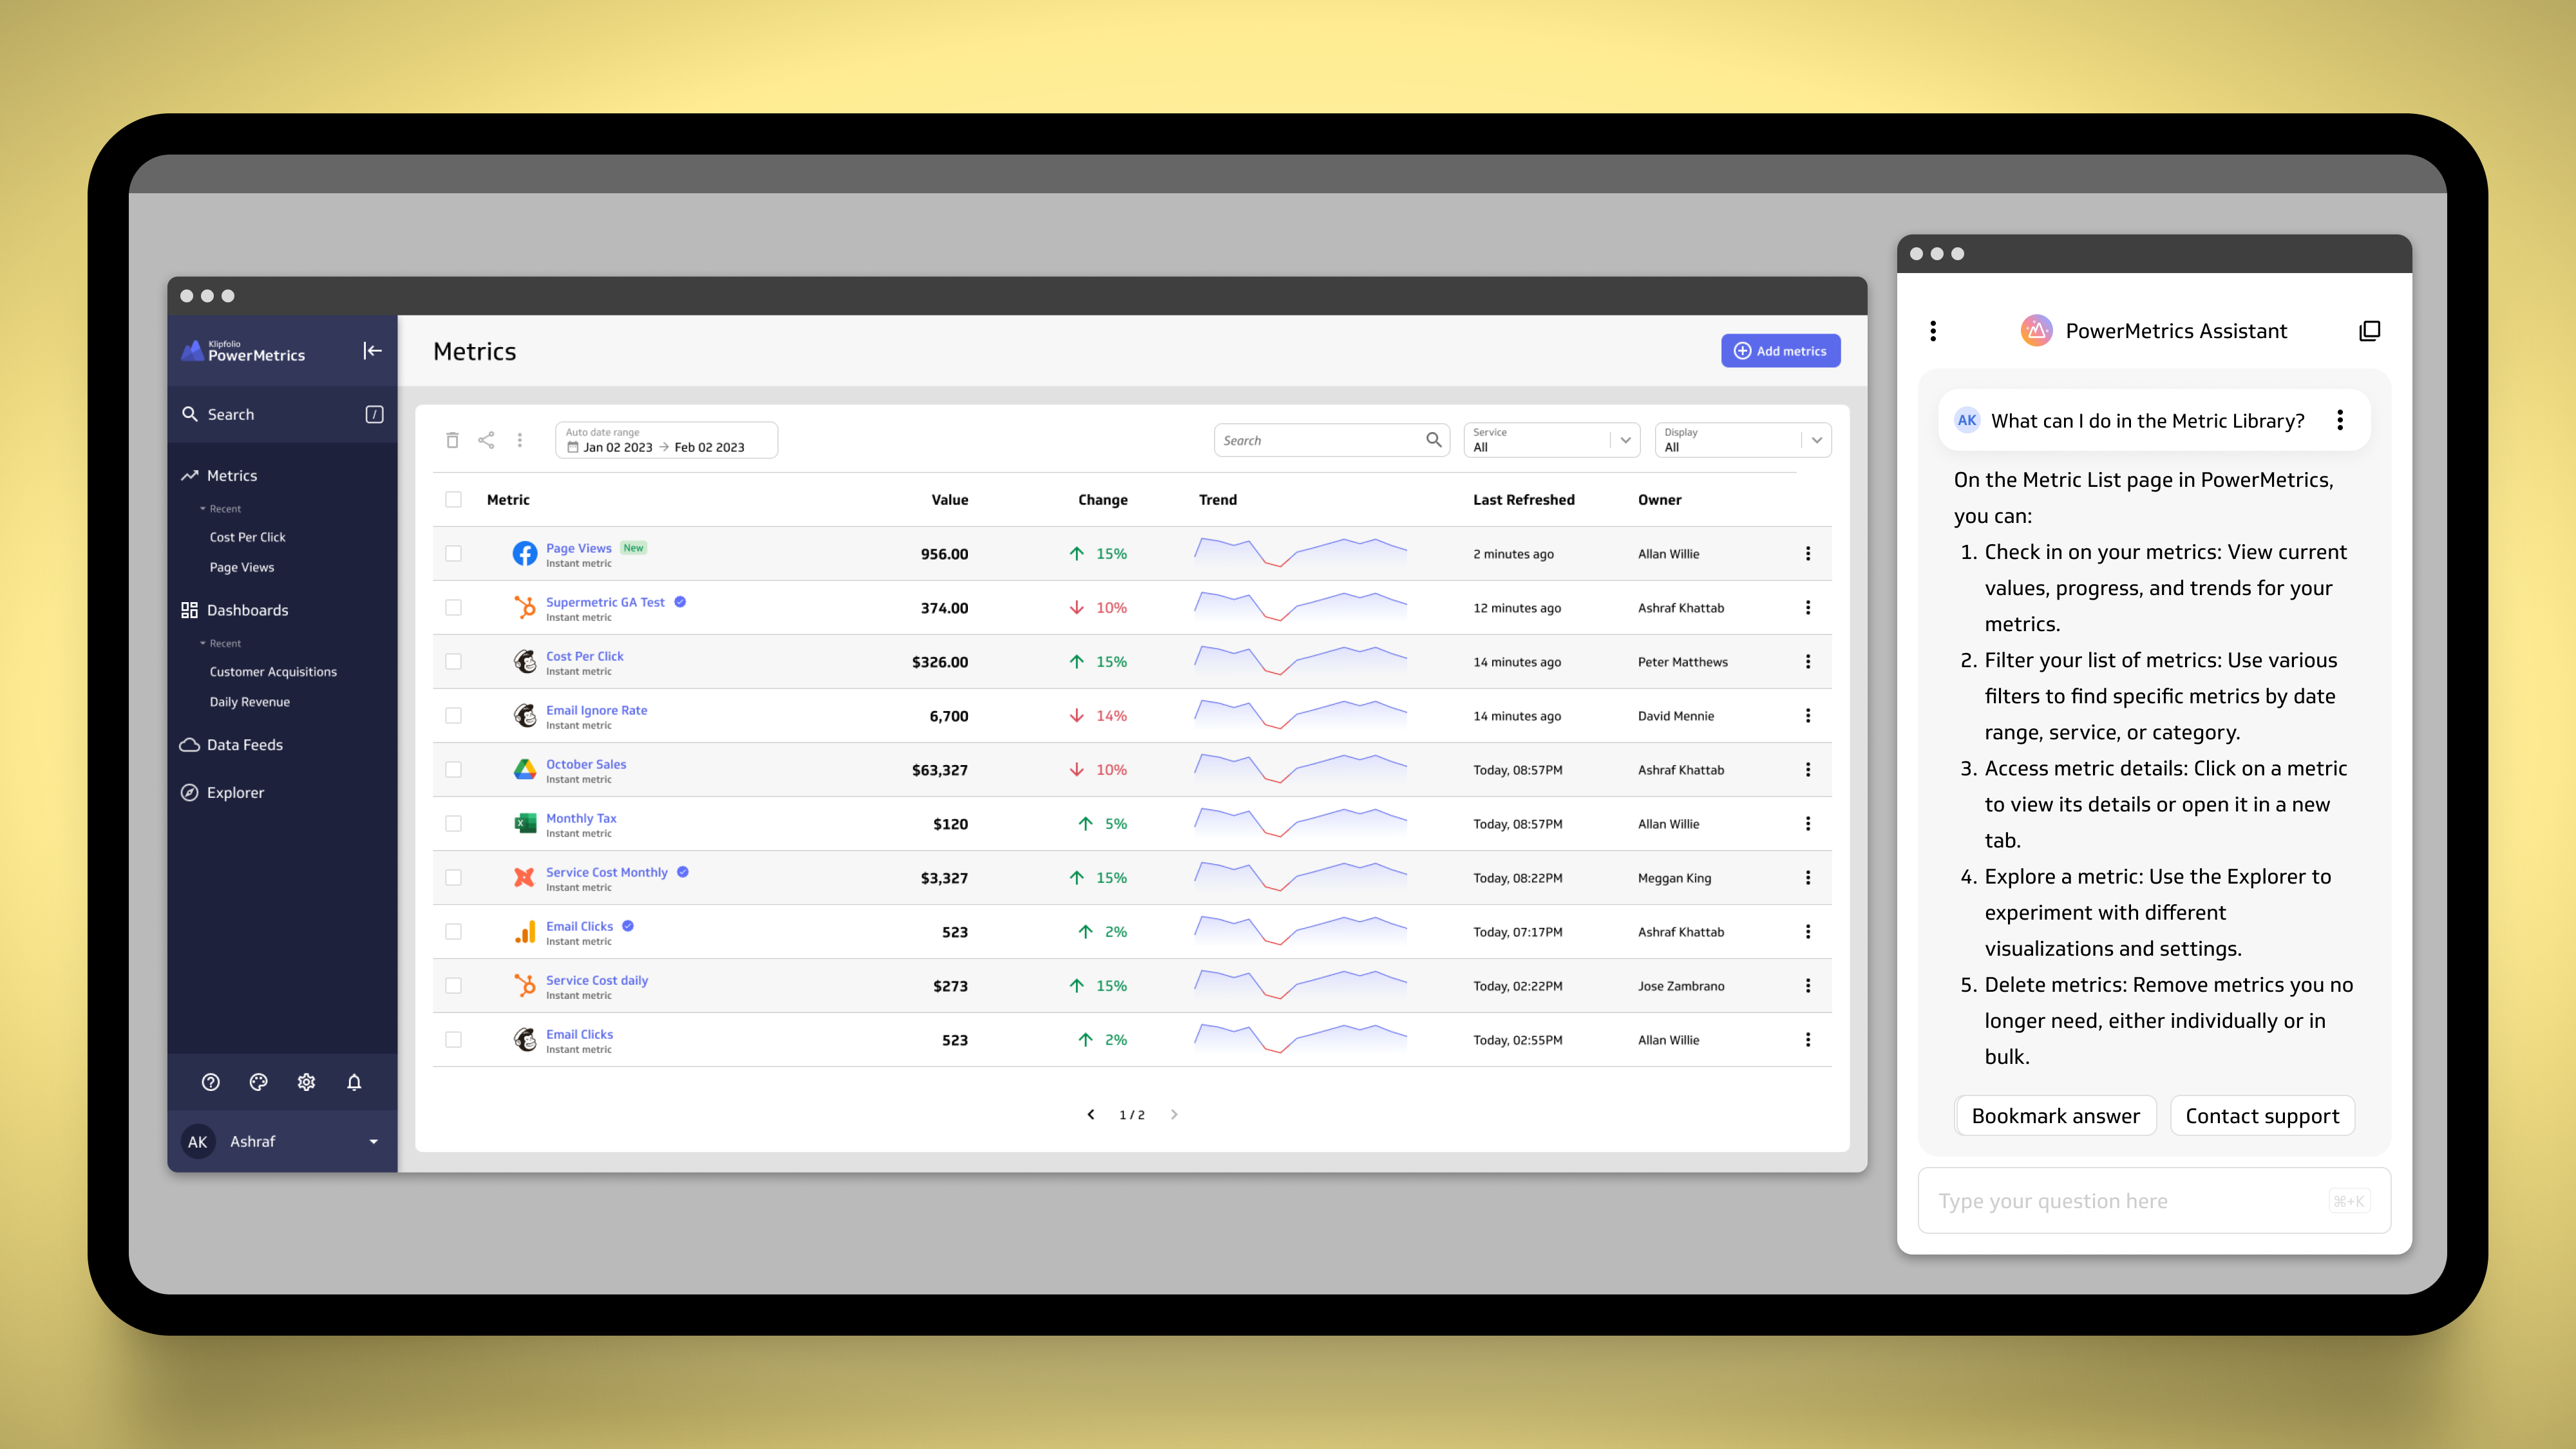 Klipfolio
PowerMetrics
Search
/
Metrics
Recent
Cost Per Click
Page Views
Dashboards
Recent
Customer Acquisitions
Daily Revenue
Data Feeds
Explorer
AK
Ashraf
Metrics
Add metrics
Auto date range
Jan 02 2023 → Feb 02 2023
Search
Service
All
Display
All
Metric Value Change Trend Last Refreshed Owner
Page Views New
Instant metric
956.00 ↑ 15% 2 minutes ago Allan Willie
Supermetric GA Test
Instant metric
374.00 ↓ 10% 12 minutes ago Ashraf Khattab
Cost Per Click
Instant metric
$326.00 ↑ 15% 14 minutes ago Peter Matthews
Email Ignore Rate
Instant metric
6,700 ↓ 14% 14 minutes ago David Mennie
October Sales
Instant metric
$63,327 ↓ 10% Today, 08:57PM Ashraf Khattab
Monthly Tax
Instant metric
$120 ↑ 5% Today, 08:57PM Allan Willie
Service Cost Monthly
Instant metric
$3,327 ↑ 15% Today, 08:22PM Meggan King
Email Clicks
Instant metric
523 ↑ 2% Today, 07:17PM Ashraf Khattab
Service Cost daily
Instant metric
$273 ↑ 15% Today, 02:22PM Jose Zambrano
Email Clicks
Instant metric
523 ↑ 2% Today, 02:55PM Allan Willie
1 / 2
PowerMetrics Assistant
AK What can I do in the Metric Library?
On the Metric List page in PowerMetrics,
you can:
1. Check in on your metrics: View current
values, progress, and trends for your
metrics.
2. Filter your list of metrics: Use various
filters to find specific metrics by date
range, service, or category.
3. Access metric details: Click on a metric
to view its details or open it in a new
tab.
4. Explore a metric: Use the Explorer to
experiment with different
visualizations and settings.
5. Delete metrics: Remove metrics you no
longer need, either individually or in
bulk.
Bookmark answer
Contact support
Type your question here
⌘+K